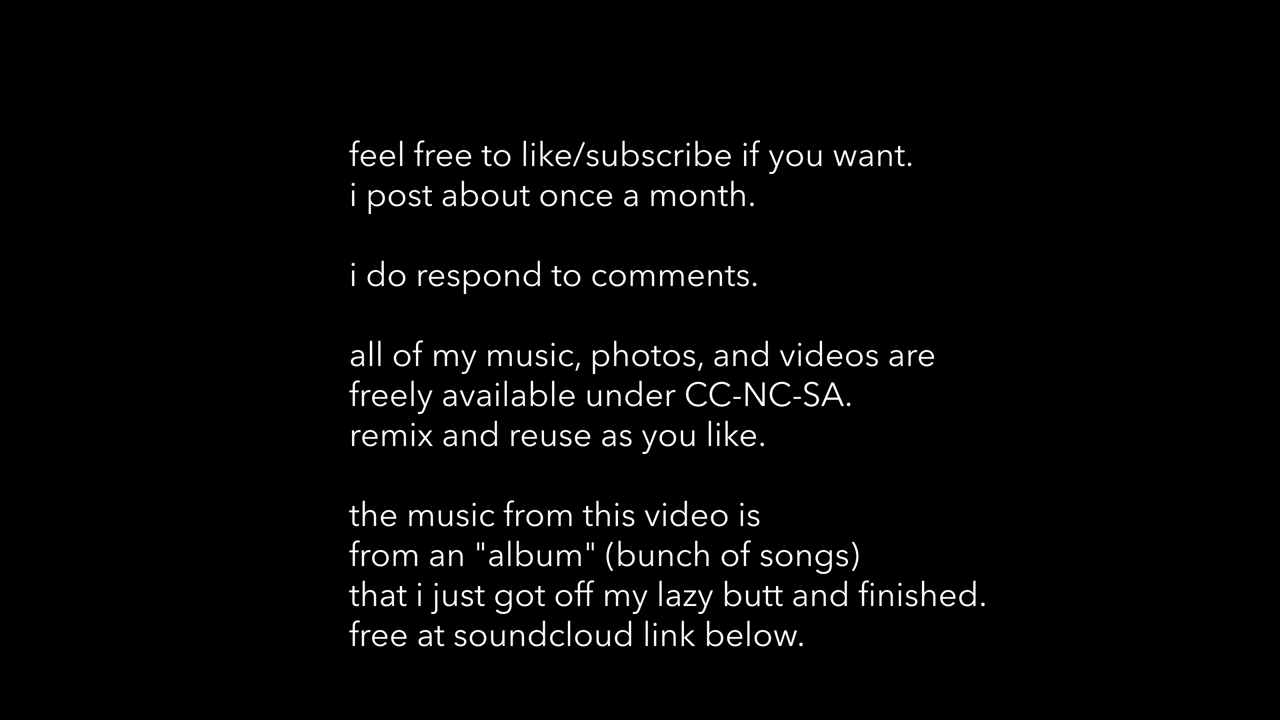 feel free to like/subscribe if you want.
i post about once a month.
i do respond to comments.
all of my music, photos, and videos are
freely available under CC-NC-SA.
remix and reuse as you like.
the music from this video is
from an "album" (bunch of songs)
that i just got off my lazy butt and finished.
free at soundcloud link below.